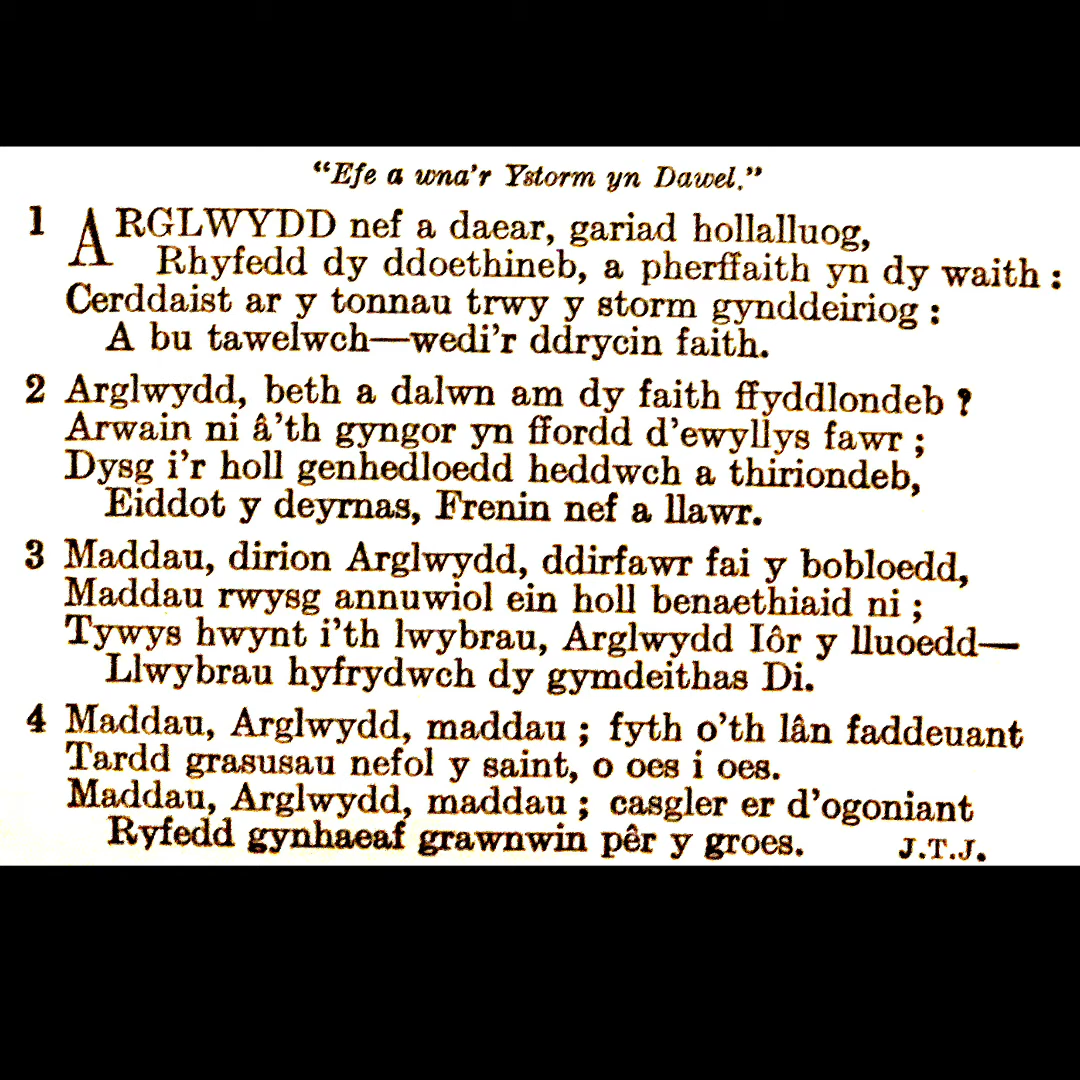 “Efe a wna’r Ystorm yn Dawel.”
1 ARGLWYDD nef a daear, gariad hollalluog,
Rhyfedd dy ddoethineb, a pherffaith yn dy waith :
Cerddaist ar y tonnau trwy y storm gynddeiriog :
A bu tawelwch—wedi’r ddrycin faith.
2 Arglwydd, beth a dalwn am dy faith ffyddlondeb ?
Arwain ni â’th gyngor yn ffordd d’ewyllys fawr ;
Dysg i’r holl genhedloedd heddwch a thiriondeb,
Eiddot y deyrnas, Frenin nef a llawr.
3 Maddau, dirion Arglwydd, ddirfawr fai y bobloedd,
Maddau rwysg annuwiol ein holl benaethiaid ni ;
Tywys hwynt i’th lwybrau, Arglwydd Iôr y lluoedd—
Llwybrau hyfrydwch dy gymdeithas Di.
4 Maddau, Arglwydd, maddau ; fyth o’th lân faddeuant
Tardd grasusau nefol y saint, o oes i oes.
Maddau, Arglwydd, maddau ; casgler er d’ogoniant
Ryfedd gynhaeaf grawnwin pêr y groes. J.T.J.